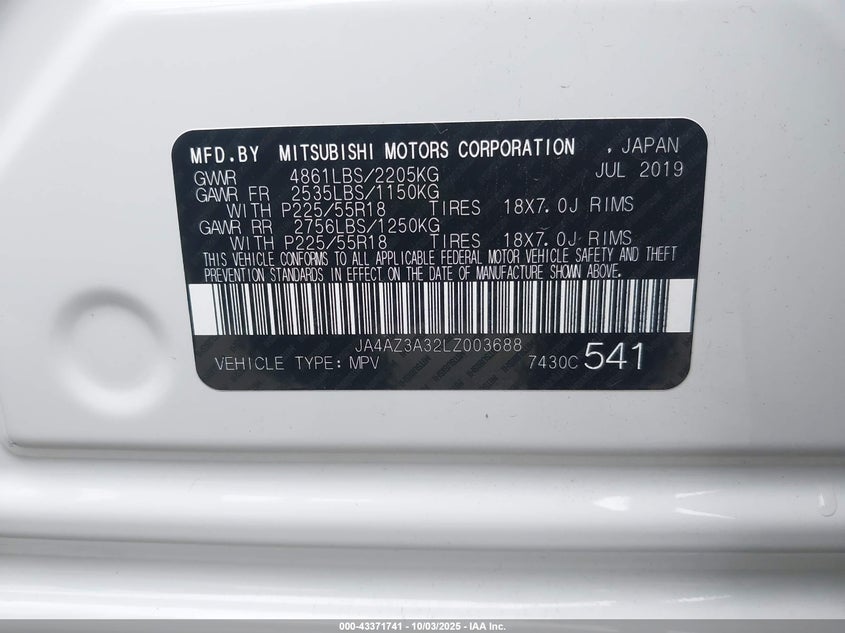 MFD.BY MITSUBISHI MOTORS CORPORATION , JAPAN
GVWR 4861LBS/2205KG JUL 2019
GAWR FR 2535LBS/1150KG
WITH P225/55R18 TIRES 18X7.0J RIMS
GAWR RR 2756LBS/1250KG
WITH P225/55R18 TIRES 18X7.0J RIMS
THIS VEHICLE CONFORMS TO ALL APPLICABLE FEDERAL MOTOR VEHICLE SAFETY AND THEFT
PREVENTION STANDARDS IN EFFECT ON THE DATE OF MANUFACTURE SHOWN ABOVE.
JA4AZ3A32LZ003688
VEHICLE TYPE: MPV 7430C 541
000-43371741 - 10/03/2025 - IAA Inc.